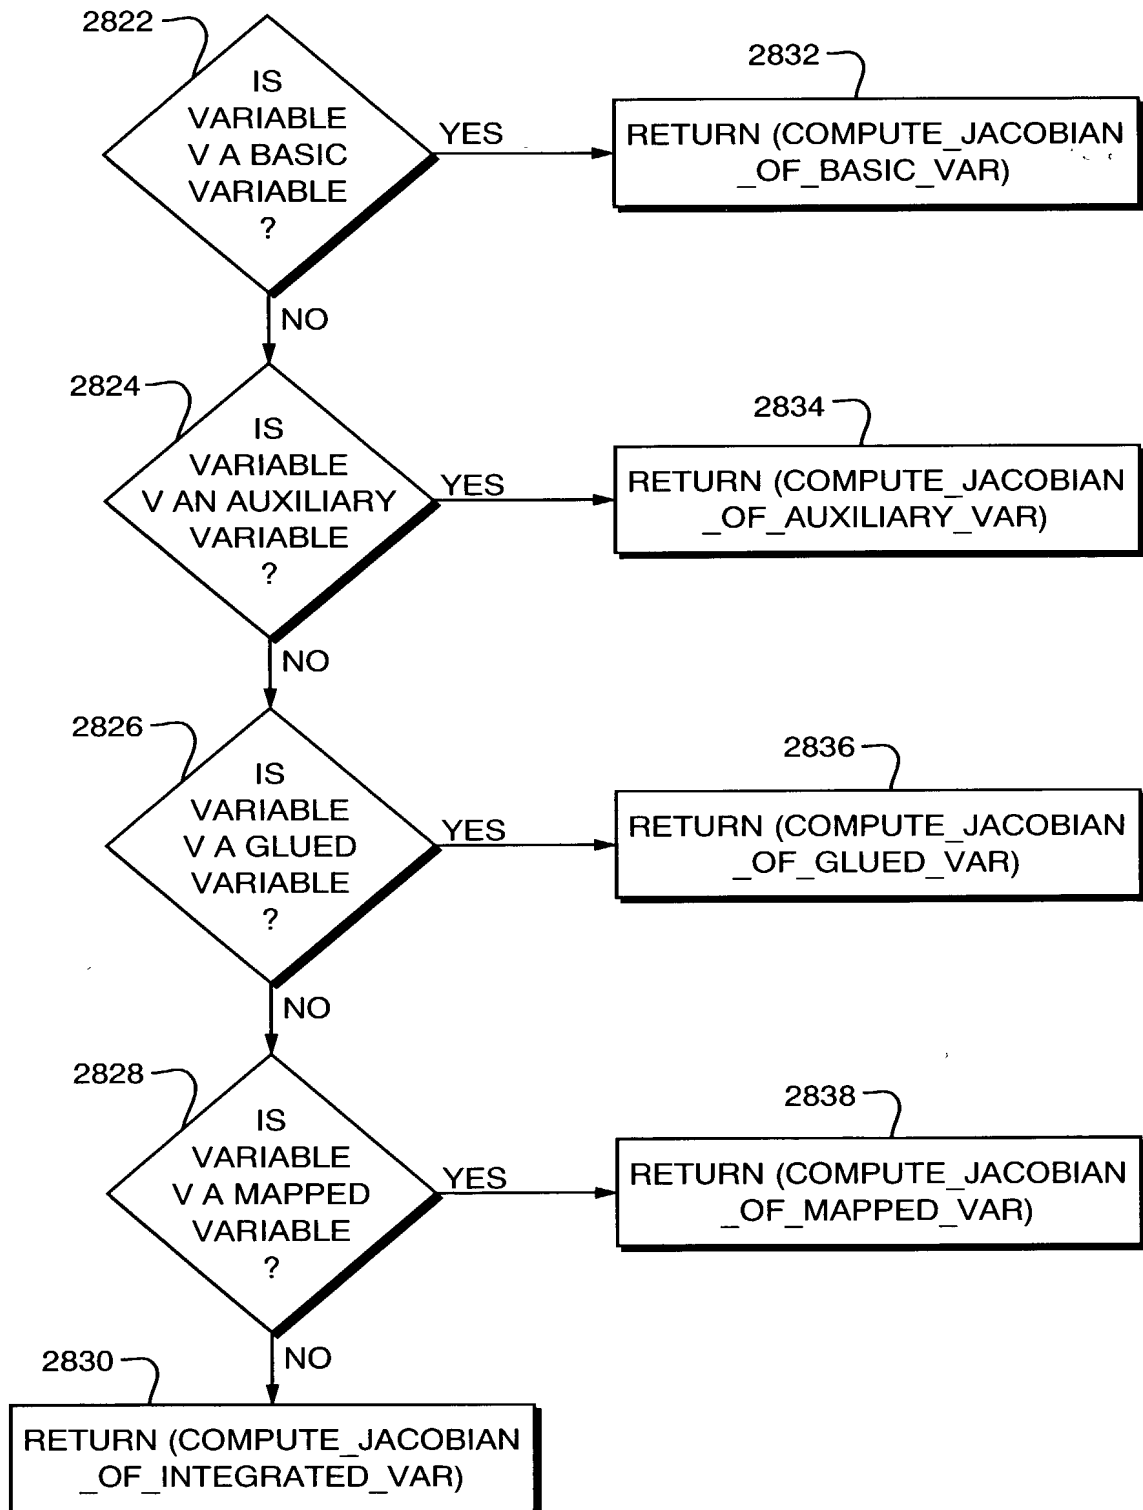 2822
IS
VARIABLE
V A BASIC
VARIABLE
?
YES
2832
RETURN (COMPUTE_JACOBIAN
_OF_BASIC_VAR)
NO
2824
IS
VARIABLE
V AN AUXILIARY
VARIABLE
?
YES
2834
RETURN (COMPUTE_JACOBIAN
_OF_AUXILIARY_VAR)
NO
2826
IS
VARIABLE
V A GLUED
VARIABLE
?
YES
2836
RETURN (COMPUTE_JACOBIAN
_OF_GLUED_VAR)
NO
2828
IS
VARIABLE
V A MAPPED
VARIABLE
?
YES
2838
RETURN (COMPUTE_JACOBIAN
_OF_MAPPED_VAR)
NO
2830
RETURN (COMPUTE_JACOBIAN
_OF_INTEGRATED_VAR)